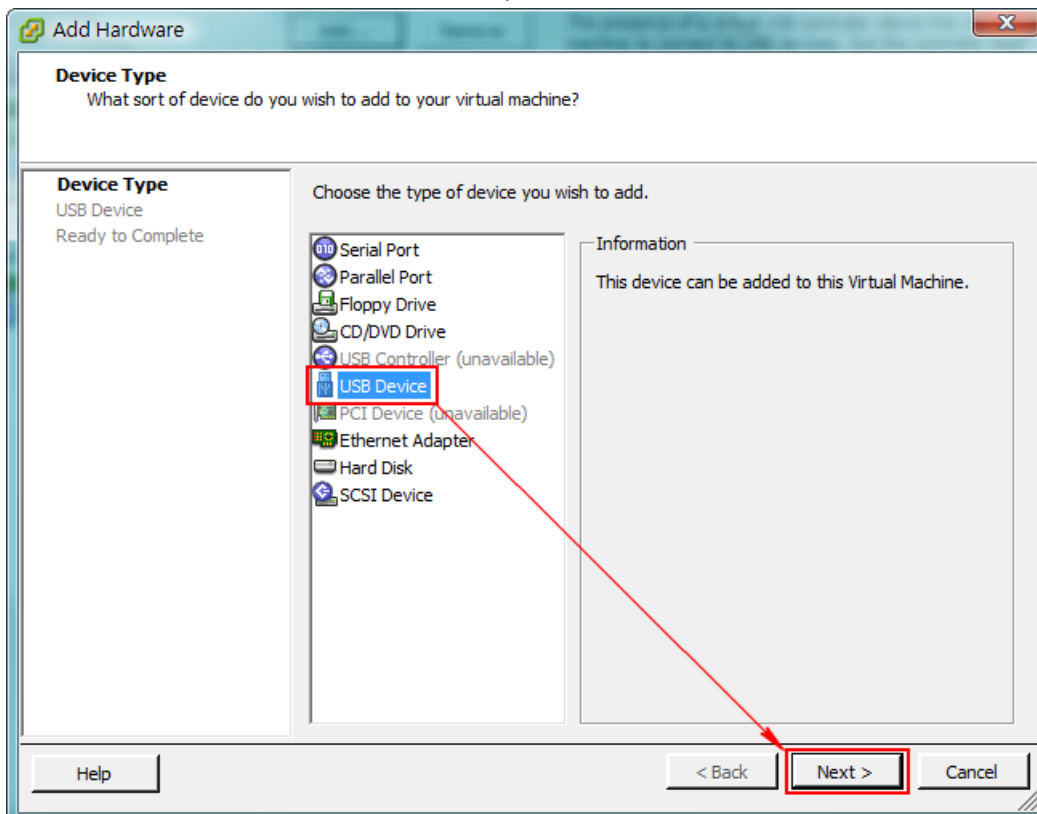 Add Hardware
Device Type
What sort of device do you wish to add to your virtual machine?
Device Type
USB Device
Ready to Complete
Choose the type of device you wish to add.
Serial Port
Parallel Port
Floppy Drive
CD/DVD Drive
USB Controller (unavailable)
USB Device
PCI Device (unavailable)
Ethernet Adapter
Hard Disk
SCSI Device
Information
This device can be added to this Virtual Machine.
Help
< Back
Next >
Cancel